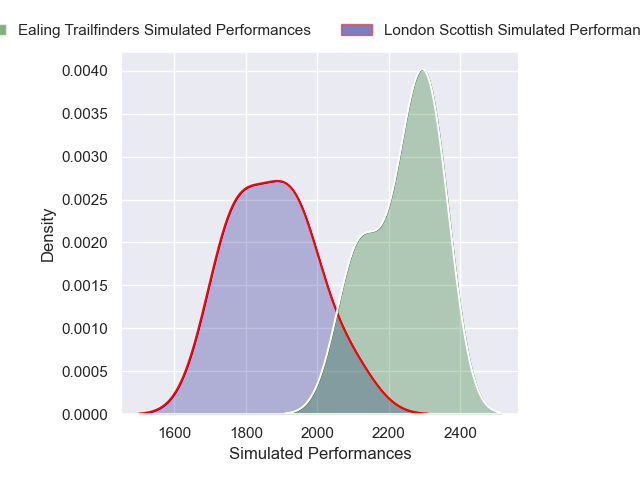 Ealing Trailfinders Simulated Performances London Scottish Simulated Performan
0.0040
0.0035
0.0030
0.0025
0.0020
0.0015
0.0010
0.0005
0.0000
Density
1600 1800 2000 2200 2400
Simulated Performances